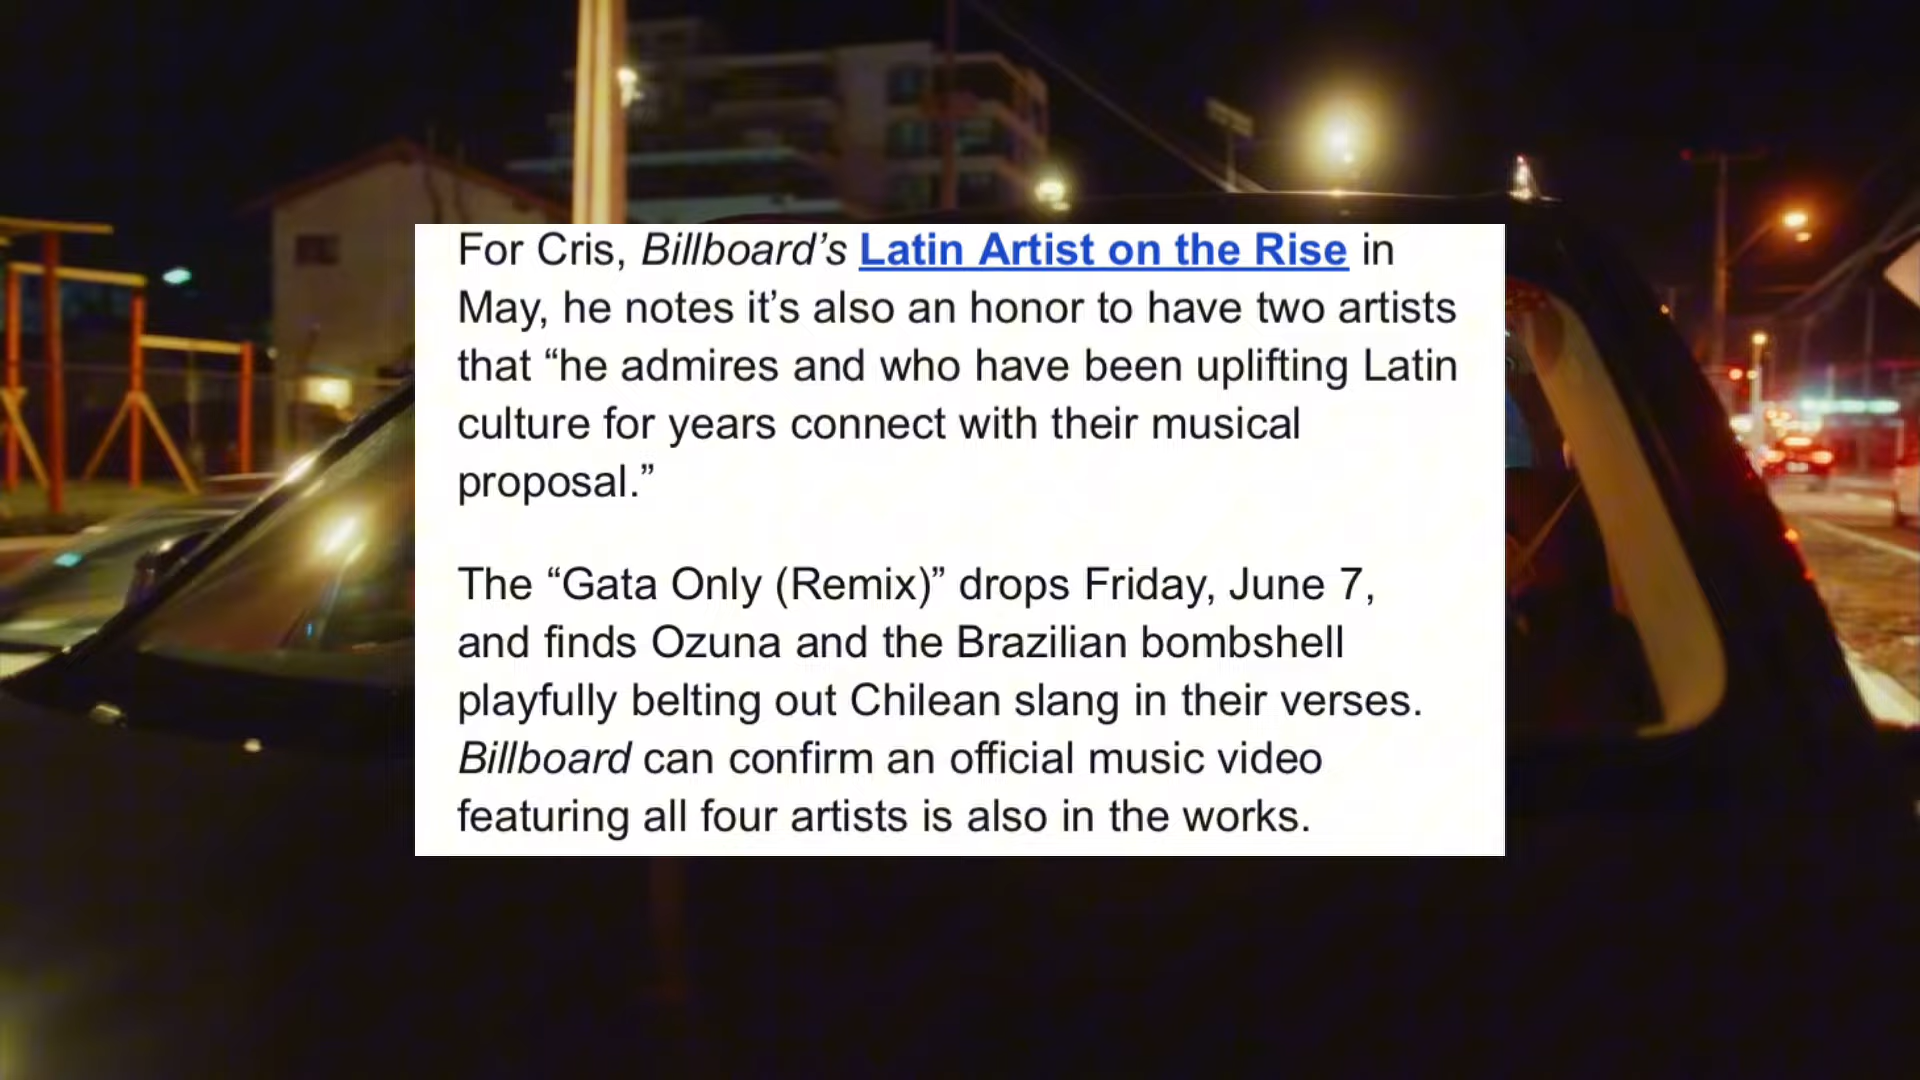 For Cris, Billboard’s Latin Artist on the Rise in
May, he notes it’s also an honor to have two artists
that “he admires and who have been uplifting Latin
culture for years connect with their musical
proposal.”
The “Gata Only (Remix)” drops Friday, June 7,
and finds Ozuna and the Brazilian bombshell
playfully belting out Chilean slang in their verses.
Billboard can confirm an official music video
featuring all four artists is also in the works.